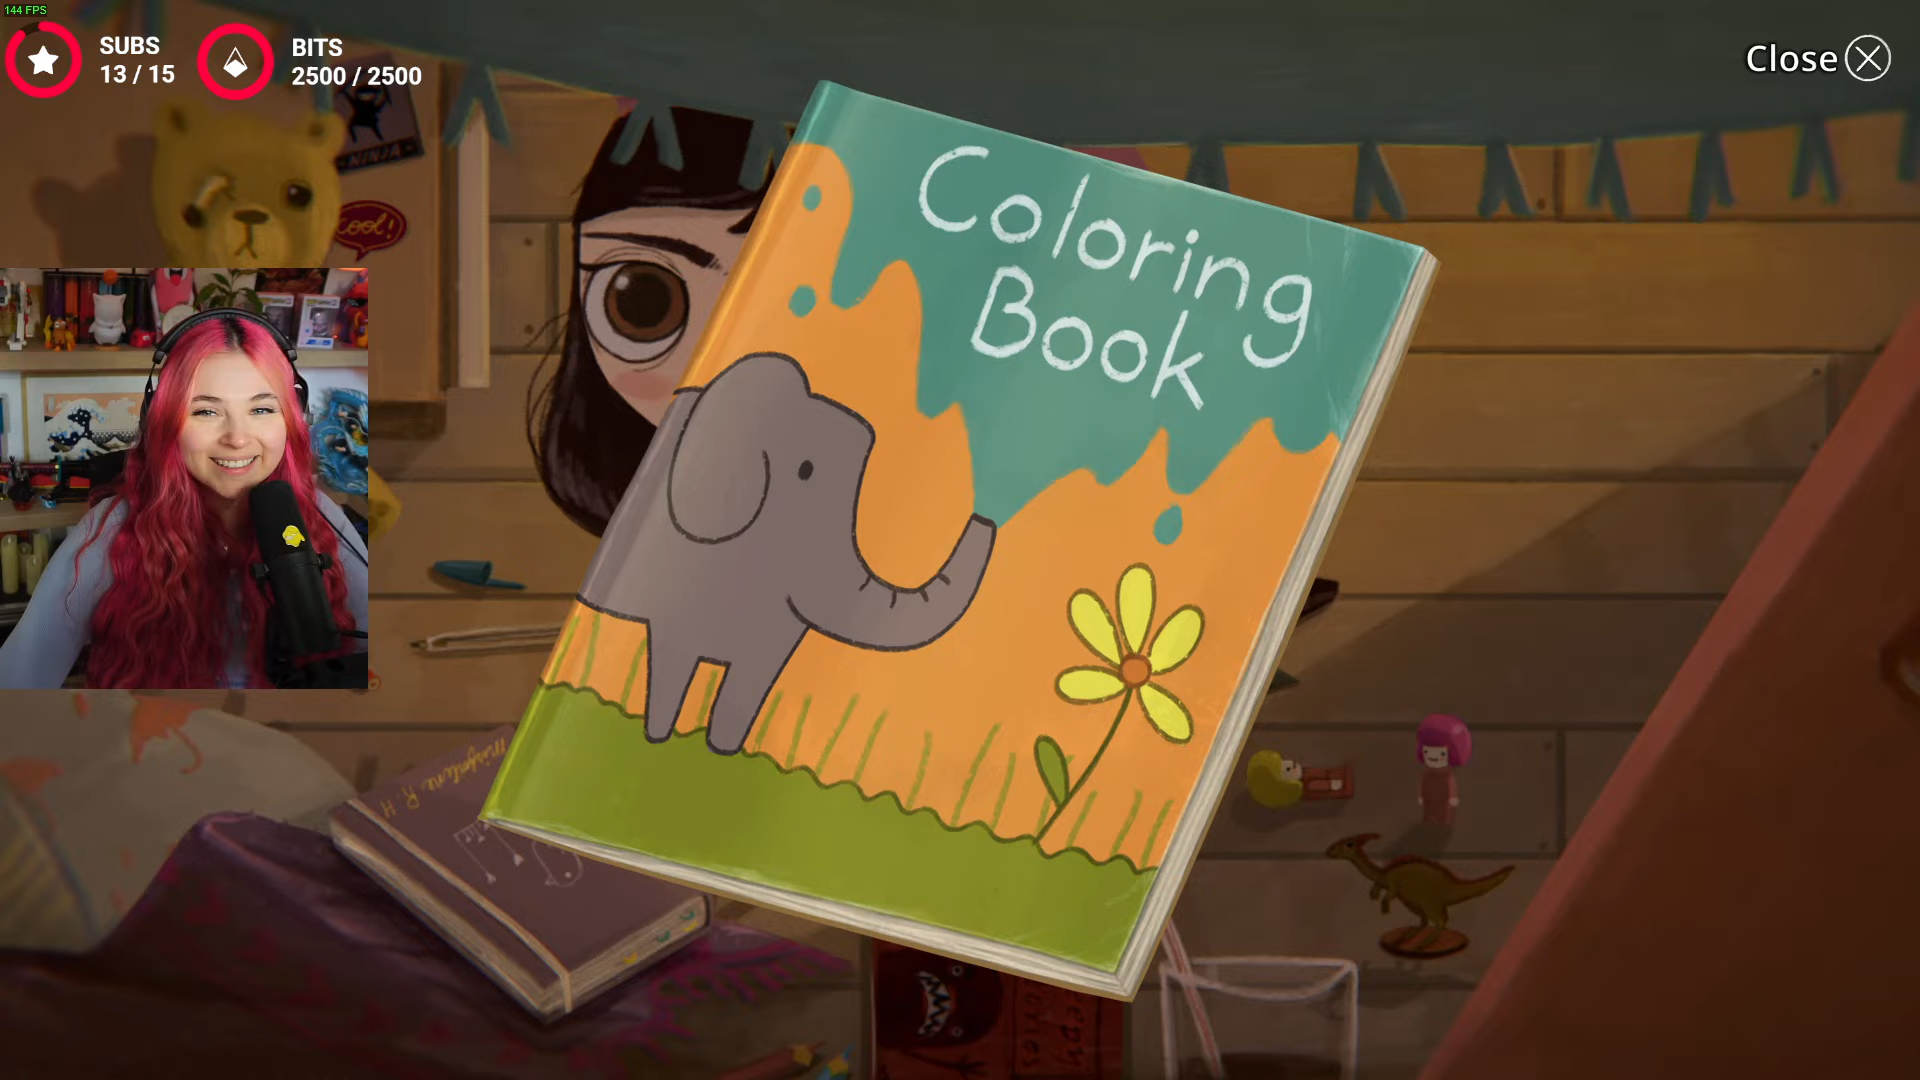 144 FPS
SUBS
13 / 15
BITS
2500 / 2500
Close
NINJA
Cool!
Coloring
Book